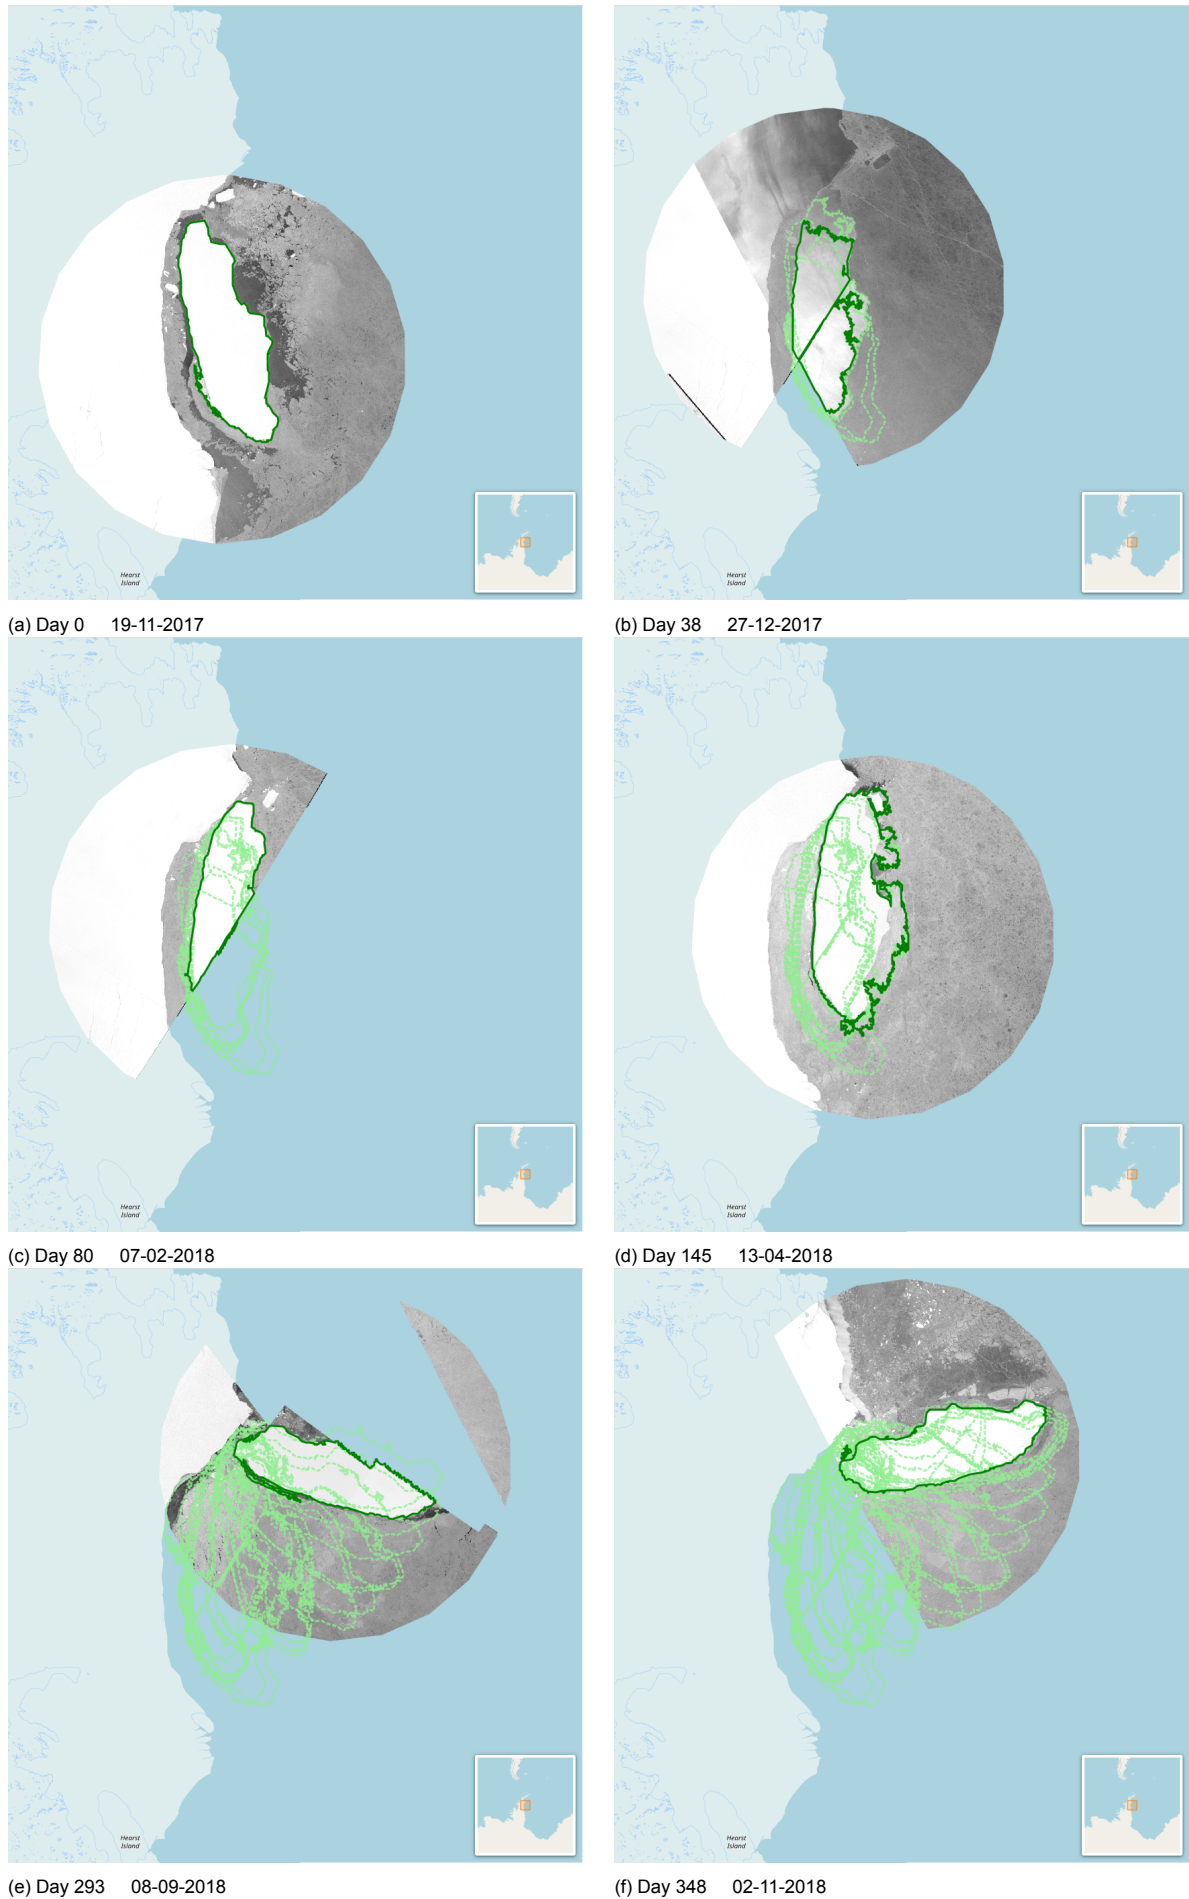 Hearst
Island
(a) Day 0 19-11-2017
(b) Day 38 27-12-2017
Hearst
Island
Hearst
Island
(c) Day 80 07-02-2018
(d) Day 145 13-04-2018
Hearst
Island
Hearst
Island
(e) Day 293 08-09-2018
(f) Day 348 02-11-2018